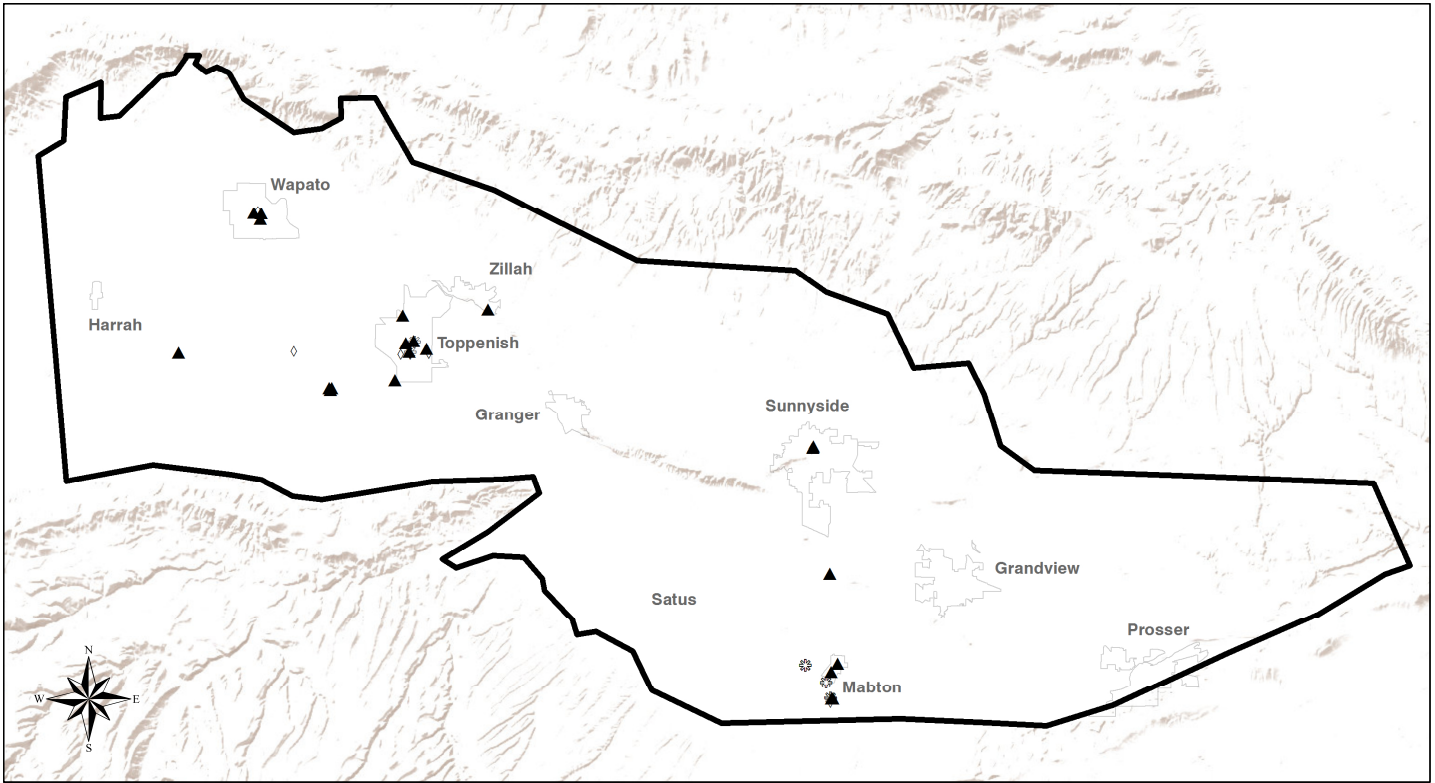 Wapato
Zillah
Harrah
Toppenish
Granger
Sunnyside
Grandview
Satus
Prosser
Mabton
N
W
E
S